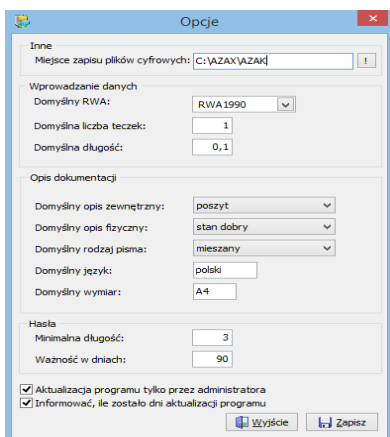 Opcje
Inne
Miejsce zapisu plików cyfrowych: C:\AZAX\AZAK !
Wprowadzanie danych
Domyślny RWA: RWA1990
Domyślna liczba teczek: 1
Domyślna długość: 0,1
Opis dokumentacji
Domyślny opis zewnętrzny: poszyt
Domyślny opis fizyczny: stan dobry
Domyślny rodzaj pisma: mieszany
Domyślny język: polski
Domyślny wymiar: A4
Hasła
Minimalna długość: 3
Ważność w dniach: 90
Aktualizacja programu tylko przez administratora
Informować, ile zostało dni aktualizacji programu
Wyjście Zapisz